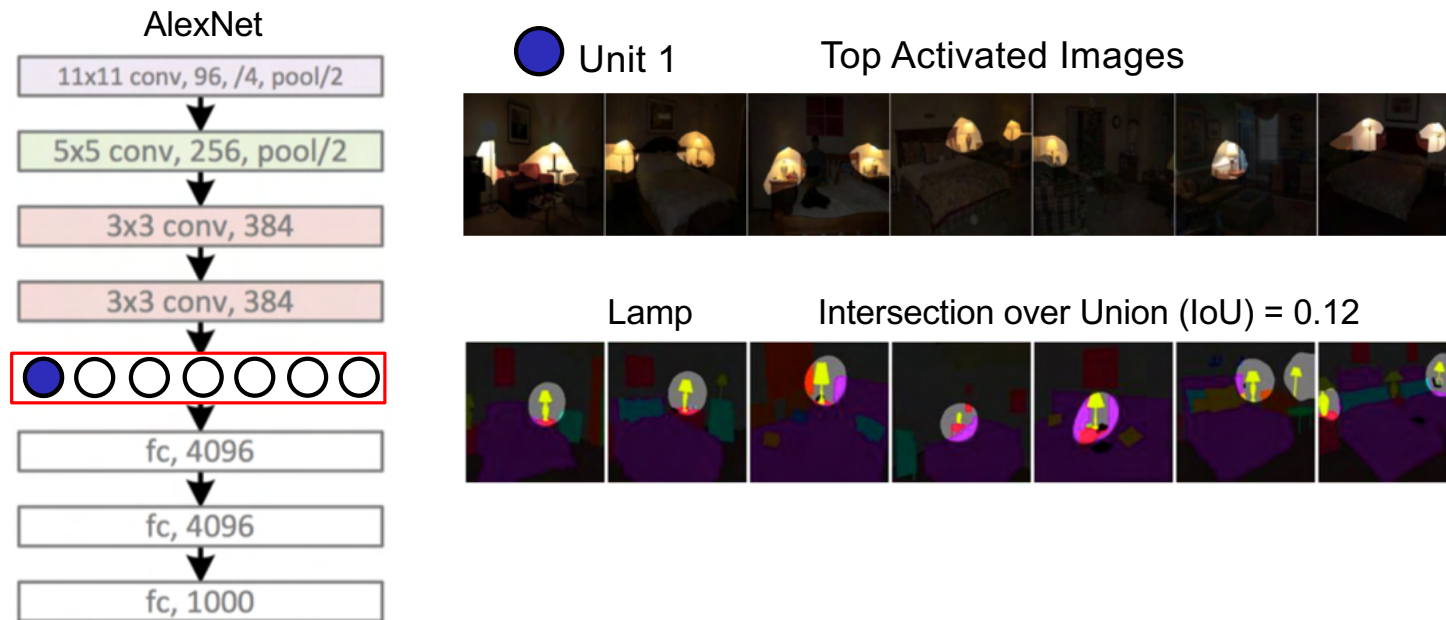 AlexNet
11x11 conv, 96, /4, pool/2
5x5 conv, 256, pool/2
3x3 conv, 384
3x3 conv, 384
fc, 4096
fc, 4096
fc, 1000
Unit 1
Top Activated Images
Lamp
Intersection over Union (IoU) = 0.12